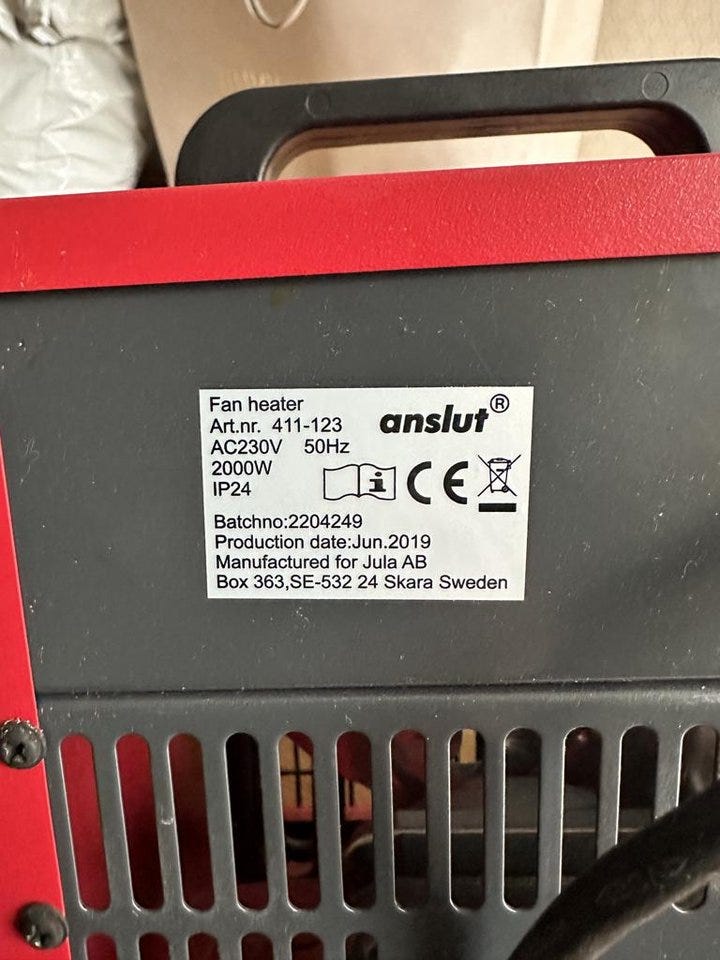 Fan heater
Art.nr. 411-123
anslut®
AC230V 50Hz
2000W
IP24
CE
Batchno:2204249
Production date:Jun.2019
Manufactured for Jula AB
Box 363,SE-532 24 Skara Sweden